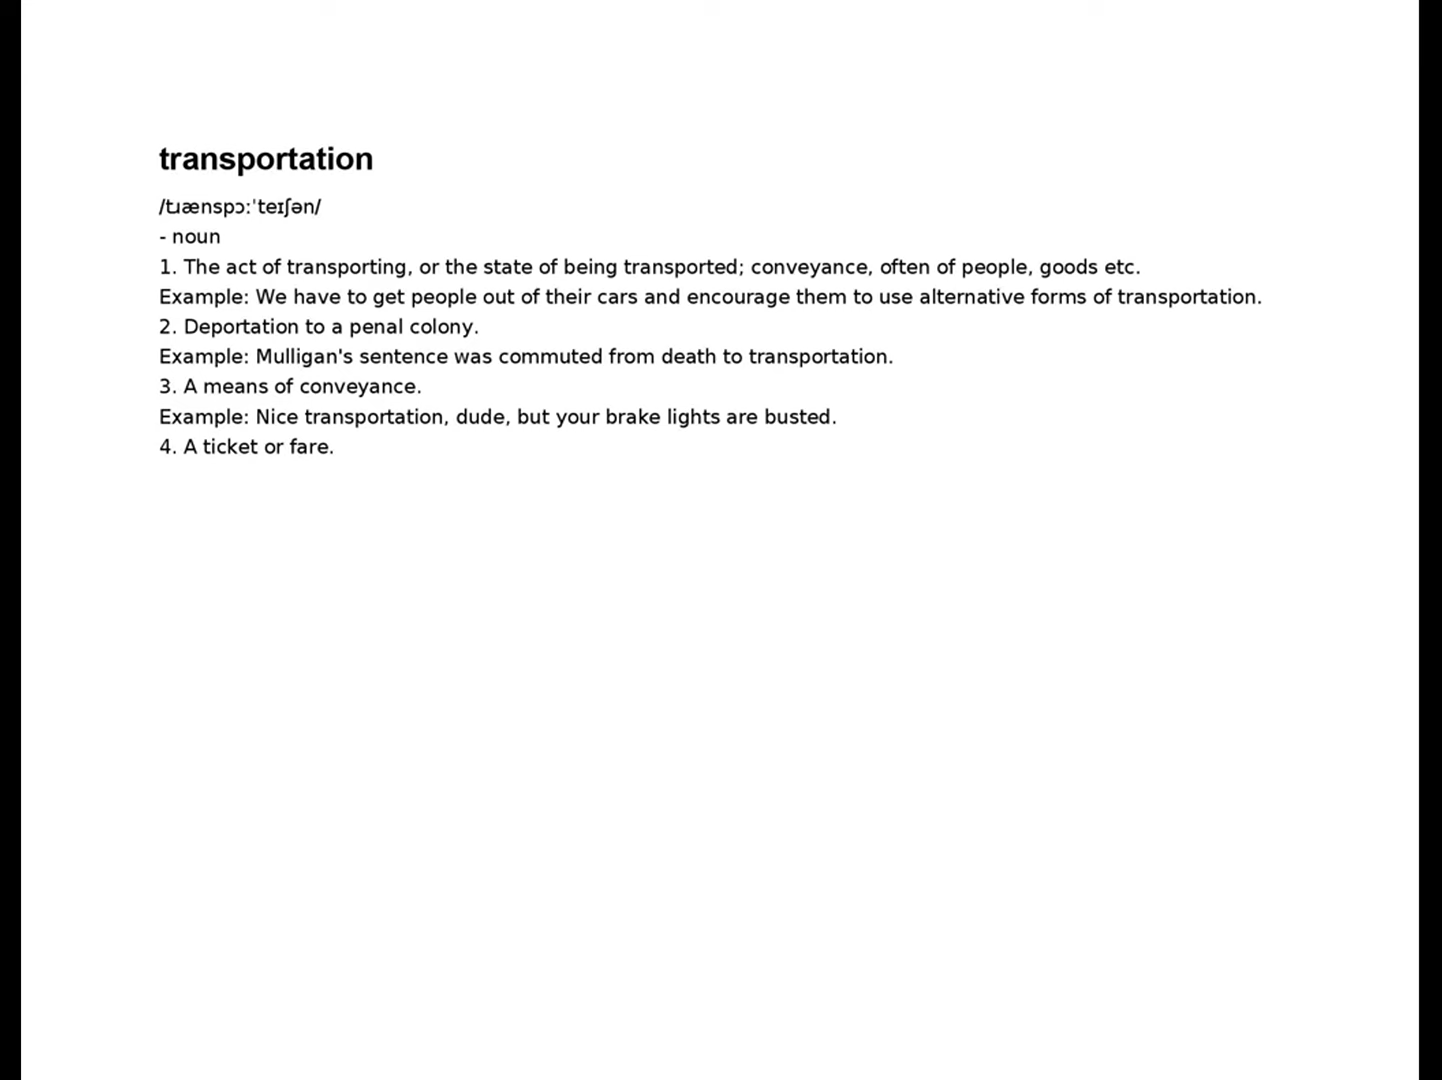 transportation
/tɹænspɔːˈteɪʃən/
- noun
1. The act of transporting, or the state of being transported; conveyance, often of people, goods etc.
Example: We have to get people out of their cars and encourage them to use alternative forms of transportation.
2. Deportation to a penal colony.
Example: Mulligan's sentence was commuted from death to transportation.
3. A means of conveyance.
Example: Nice transportation, dude, but your brake lights are busted.
4. A ticket or fare.